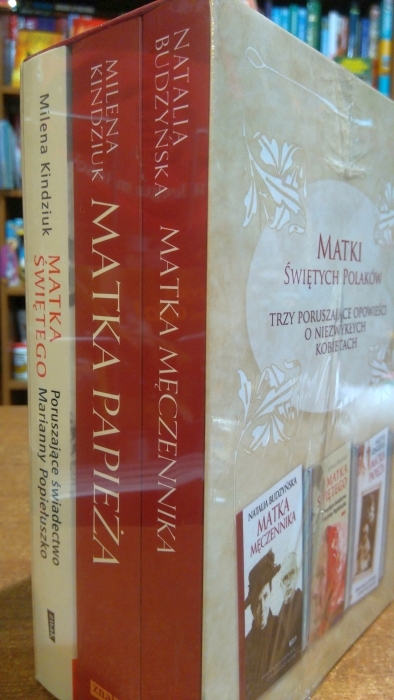 Milena Kindziuk
MATKA
ŚWIĘTEGO
Poruszające świadectwo
Marianny Popiełuszko
ZNAK
MILENA
KINDZIUK
MATKA PAPIEŻA
NATALIA
BUDZYŃSKA
MATKA MĘCZENNIKA
MATKI
ŚWIĘTYCH POLAKÓW
TRZY PORUSZAJĄCE OPOWIEŚCI
O NIEZWYKŁYCH
KOBIETACH
NATALIA BUDZYŃSKA
MATKA
MĘCZENNIKA
MATKA
ŚWIĘTEGO